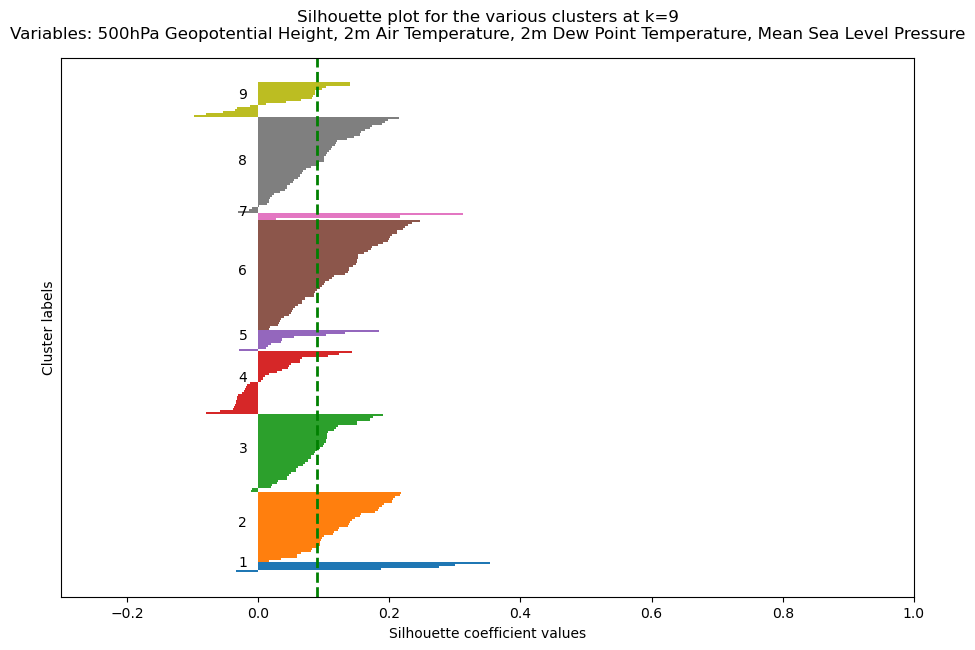 Silhouette plot for the various clusters at k=9
Variables: 500hPa Geopotential Height, 2m Air Temperature, 2m Dew Point Temperature, Mean Sea Level Pressure
Cluster labels
9
8
7
6
5
4
3
2
1
−0.2 0.0 0.2 0.4 0.6 0.8 1.0
Silhouette coefficient values